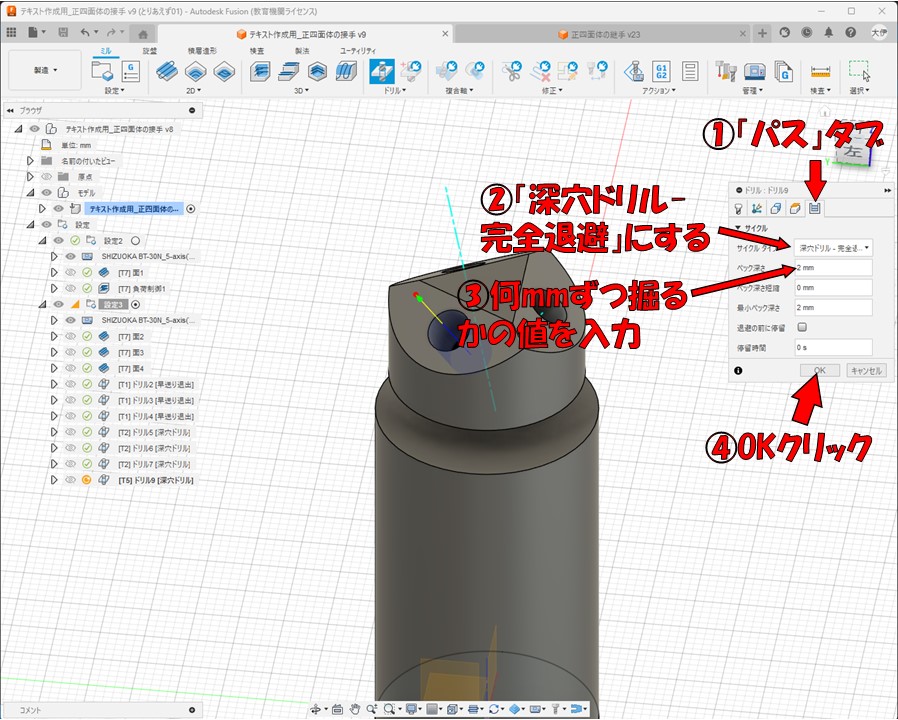 テキスト作成用_正四面体の接手 v9 (とりあえず01) - Autodesk Fusion (教育機関ライセンス)
テキスト作成用_正四面体の接手 v9
正四面体の継手 v23
大伊
ミル
旋盤
積層造形
検査
製法
ユーティリティ
製造
設定
2D
3D
ドリル
複合軸
修正
アクション
管理
検査
選択
G1
G2
ブラウザ
テキスト作成用_正四面体の接手 v8
単位: mm
名前の付いたビュー
原点
モデル
テキスト作成用_正四面体の...
設定
設定2
SHIZUOKA BT-30N_5-axis(...
[T7] 面1
[T7] 負荷制御1
設定3
SHIZUOKA BT-30N_5-axis(...
[T7] 面2
[T7] 面3
[T7] 面4
[T1] ドリル2 [早送り退出]
[T1] ドリル3 [早送り退出]
[T1] ドリル4 [早送り退出]
[T2] ドリル5 [深穴ドリル]
[T2] ドリル6 [深穴ドリル]
[T2] ドリル7 [深穴ドリル]
[T5] ドリル9 [深穴ドリル]
①「パス」タブ
左
②「深穴ドリル-
完全退避」にする
③何mmずつ掘る
かの値を入力
④OKクリック
ドリル : ドリル9
サイクル
サイクル タイ
深穴ドリル - 完全退...
ペック深さ
2 mm
ペック深さ短縮
0 mm
最小ペック深さ
2 mm
退避の前に停留
停留時間
0 s
OK
キャンセル
コメント